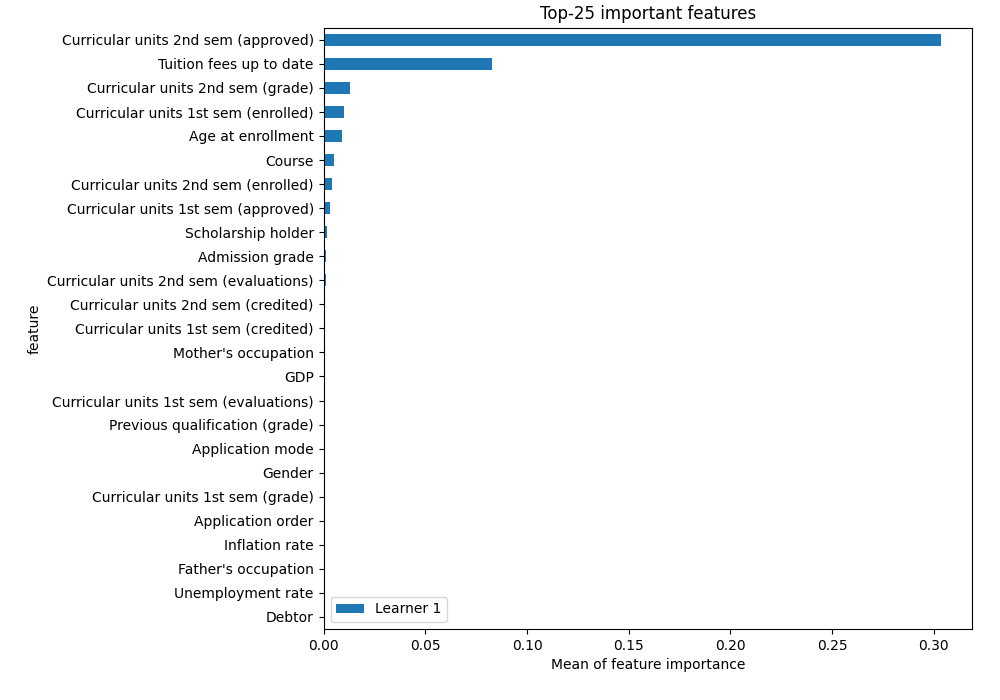 Top-25 important features
Curricular units 2nd sem (approved)
Tuition fees up to date
Curricular units 2nd sem (grade)
Curricular units 1st sem (enrolled)
Age at enrollment
Course
Curricular units 2nd sem (enrolled)
Curricular units 1st sem (approved)
Scholarship holder
Admission grade
Curricular units 2nd sem (evaluations)
Curricular units 2nd sem (credited)
Curricular units 1st sem (credited)
Mother's occupation
GDP
Curricular units 1st sem (evaluations)
Previous qualification (grade)
Application mode
Gender
Curricular units 1st sem (grade)
Application order
Inflation rate
Father's occupation
Unemployment rate
Debtor
feature
Learner 1
0.00 0.05 0.10 0.15 0.20 0.25 0.30
Mean of feature importance